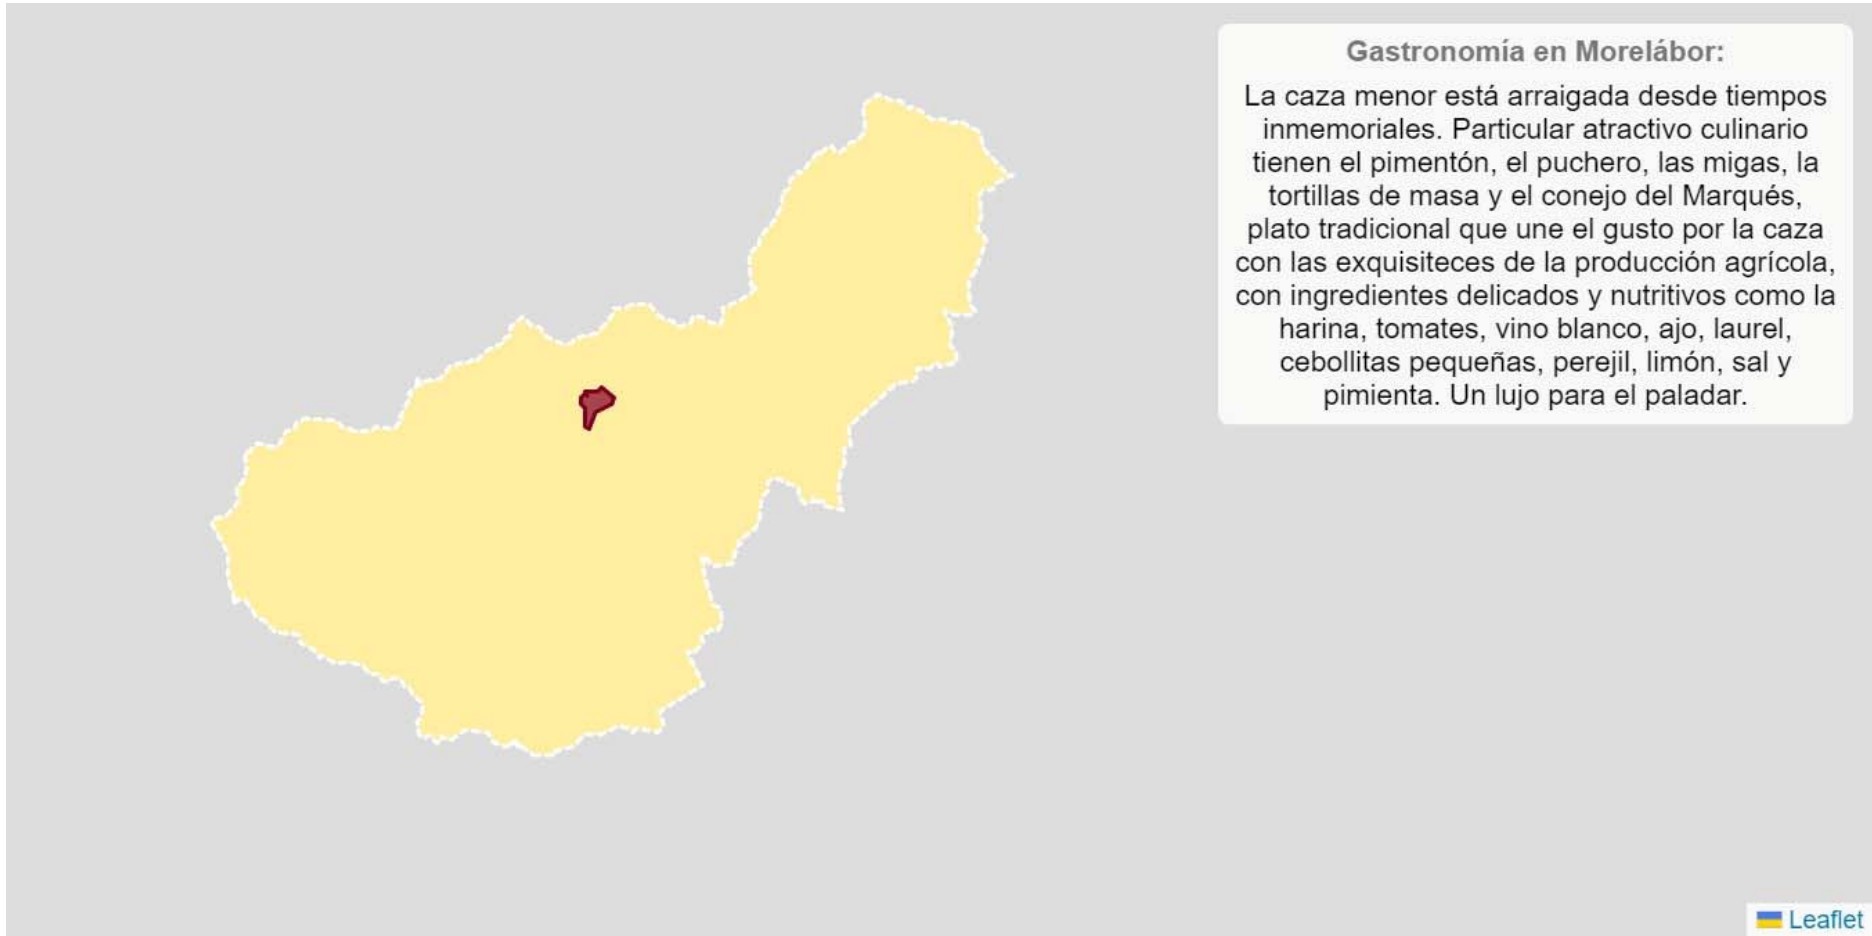 Gastronomía en Morelábor:
La caza menor está arraigada desde tiempos
inmemoriales. Particular atractivo culinario
tienen el pimentón, el puchero, las migas, la
tortillas de masa y el conejo del Marqués,
plato tradicional que une el gusto por la caza
con las exquisiteces de la producción agrícola,
con ingredientes delicados y nutritivos como la
harina, tomates, vino blanco, ajo, laurel,
cebollitas pequeñas, perejil, limón, sal y
pimienta. Un lujo para el paladar.
Leaflet